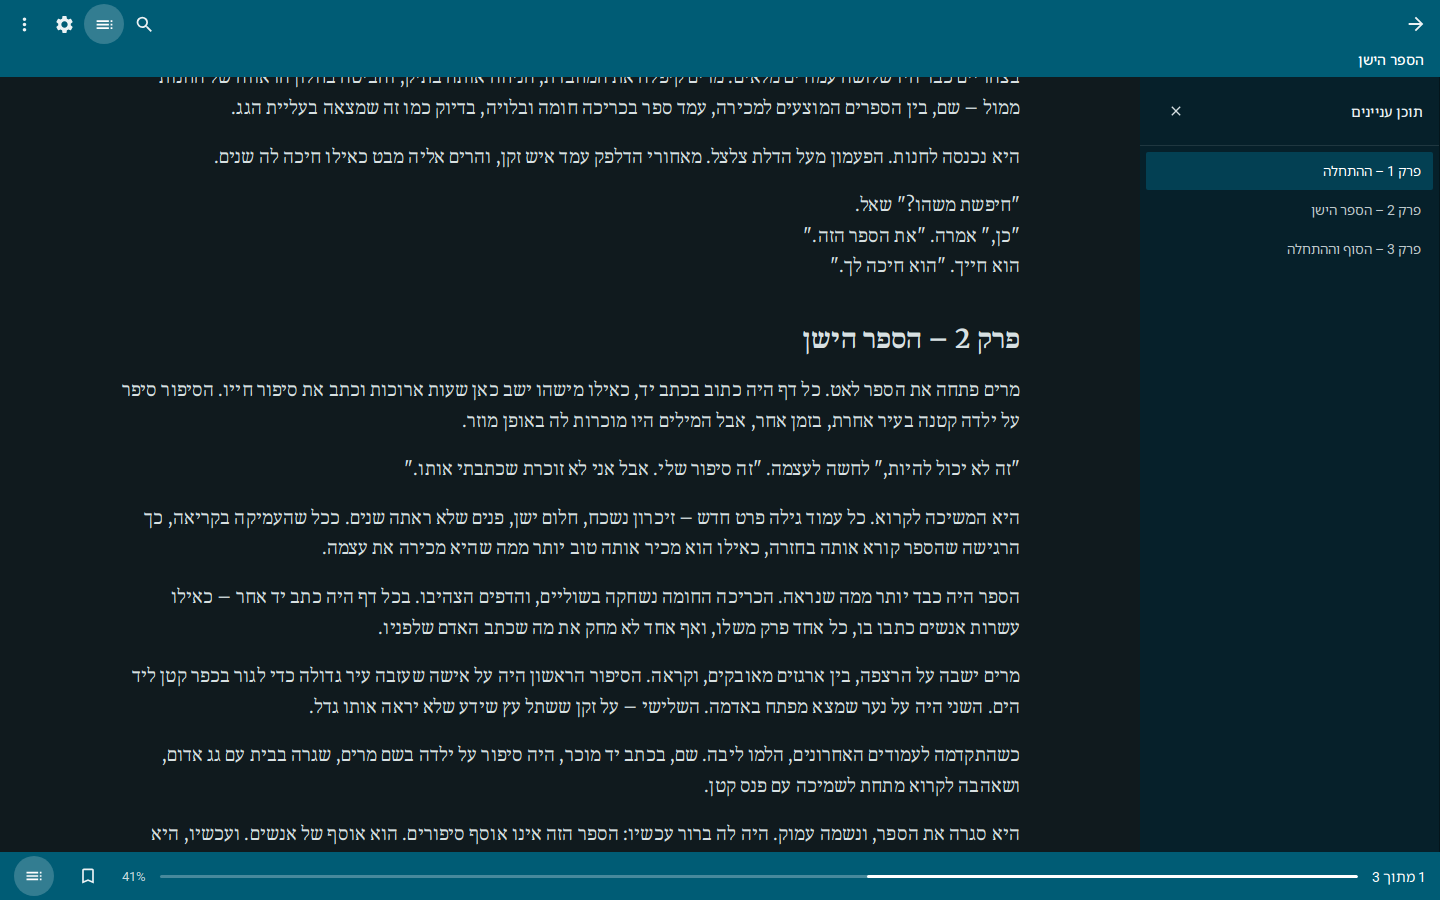 הספר הישן
תוכן עניינים
פרק 1 – ההתחלה
פרק 2 – הספר הישן
פרק 3 – הסוף וההתחלה
ממול – שם, בין הספרים המוצעים למכירה, עמד ספר בכריכה חומה ובלויה, בדיוק כמו זה שמצאה בעליית הגג.
היא נכנסה לחנות. הפעמון מעל הדלת צלצל. מאחורי הדלפק עמד איש זקן, והרים אליה מבט כאילו חיכה לה שנים.
"חיפשת משהו?" שאל.
"כן," אמרה. "את הספר הזה."
הוא חייך. "הוא חיכה לך."
פרק 2 – הספר הישן
מרים פתחה את הספר לאט. כל דף היה כתוב בכתב יד, כאילו מישהו ישב כאן שעות ארוכות וכתב את סיפור חייו. הסיפור סיפר
על ילדה קטנה בעיר אחרת, בזמן אחר, אבל המילים היו מוכרות לה באופן מוזר.
"זה לא יכול להיות," לחשה לעצמה. "זה סיפור שלי. אבל אני לא זוכרת שכתבתי אותו."
היא המשיכה לקרוא. כל עמוד גילה פרט חדש – זיכרון נשכח, חלום ישן, פנים שלא ראתה שנים. ככל שהעמיקה בקריאה, כך
הרגישה שהספר קורא אותה בחזרה, כאילו הוא מכיר אותה טוב יותר ממה שהיא מכירה את עצמה.
הספר היה כבד יותר ממה שנראה. הכריכה החומה נשחקה בשוליים, והדפים הצהיבו. בכל דף היה כתב יד אחר – כאילו
עשרות אנשים כתבו בו, כל אחד פרק משלו, ואף אחד לא מחק את מה שכתב האדם שלפניו.
מרים ישבה על הרצפה, בין ארגזים מאובקים, וקראה. הסיפור הראשון היה על אישה שעזבה עיר גדולה כדי לגור בכפר קטן ליד
הים. השני היה על נער שמצא מפתח באדמה. השלישי – על זקן ששתל עץ שידע שלא יראה אותו גדל.
כשהתקדמה לעמודים האחרונים, הלמו ליבה. שם, בכתב יד מוכר, היה סיפור על ילדה בשם מרים, שגרה בבית עם גג אדום,
ושאהבה לקרוא מתחת לשמיכה עם פנס קטן.
היא סגרה את הספר, ונשמה עמוק. היה לה ברור עכשיו: הספר הזה אינו אוסף סיפורים. הוא אוסף של אנשים. ועכשיו, היא
1 מתוך 3
41%